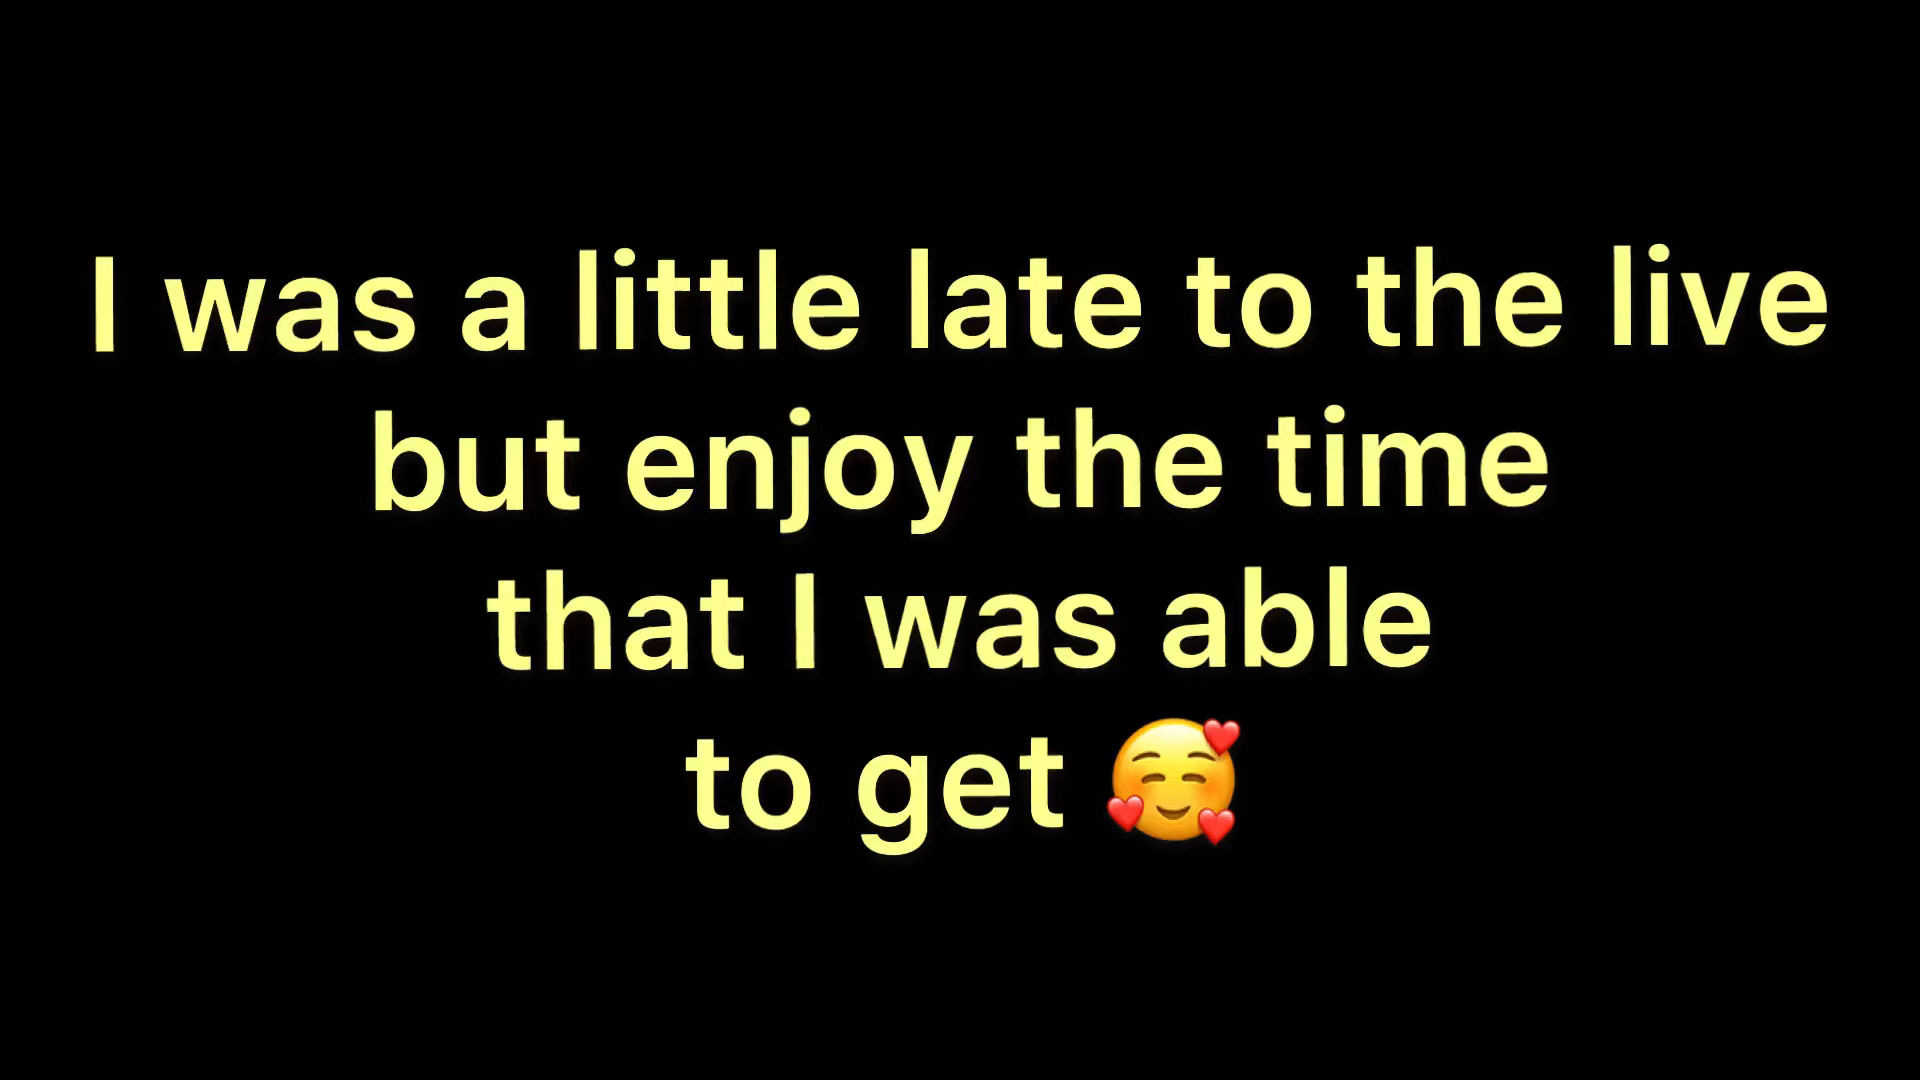 I was a little late to the live
but enjoy the time
that I was able
to get 🥰